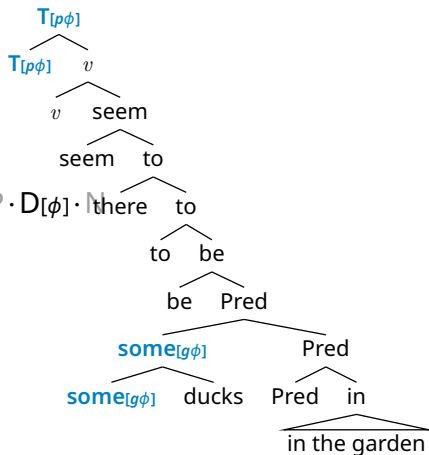 T[pϕ]
T[pϕ] v
v seem
seem to
· D[ϕ] · N there to
to be
be Pred
some[gϕ] Pred
some[gϕ] ducks Pred in
in the garden